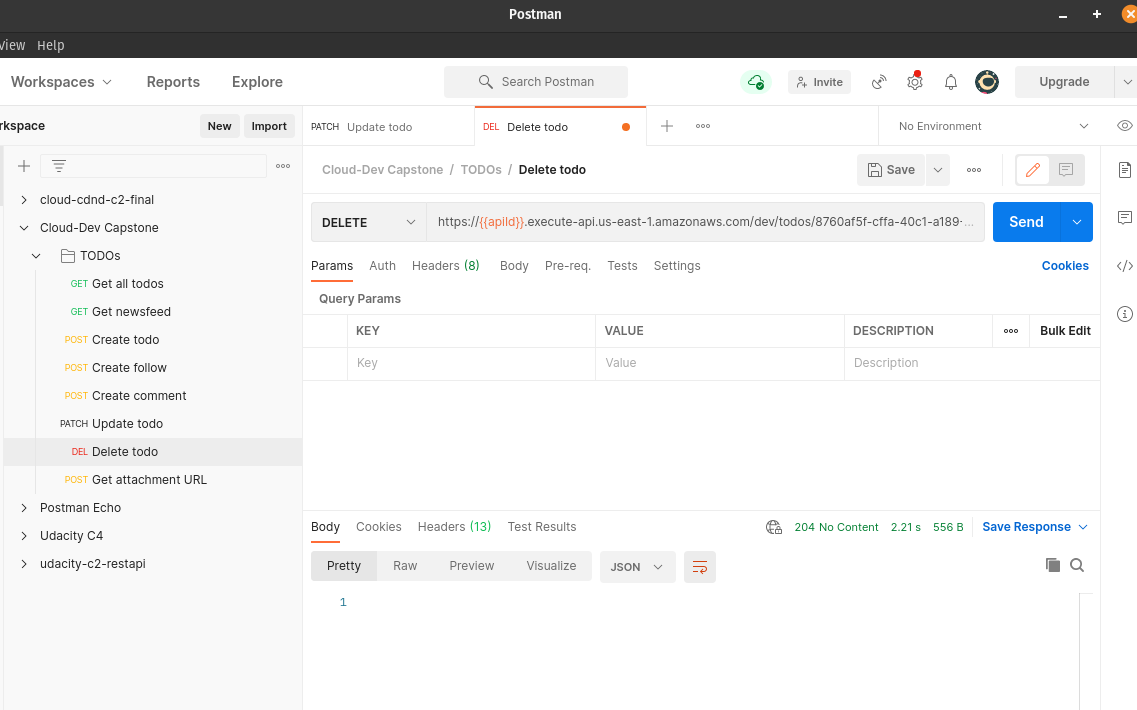 Postman
View Help
Workspaces Reports Explore Search Postman Invite Upgrade
rkspace New Import PATCH Update todo DEL Delete todo No Environment
Cloud-Dev Capstone / TODOs / Delete todo Save
cloud-cdnd-c2-final
Cloud-Dev Capstone
TODOs
GET Get all todos
GET Get newsfeed
POST Create todo
POST Create follow
POST Create comment
PATCH Update todo
DEL Delete todo
POST Get attachment URL
Postman Echo
Udacity C4
udacity-c2-restapi
DELETE https://{{apiId}}.execute-api.us-east-1.amazonaws.com/dev/todos/8760af5f-cffa-40c1-a189-... Send
Params Auth Headers (8) Body Pre-req. Tests Settings Cookies
Query Params
KEY VALUE DESCRIPTION Bulk Edit
Key Value Description
Body Cookies Headers (13) Test Results 204 No Content 2.21 s 556 B Save Response
Pretty Raw Preview Visualize JSON
1